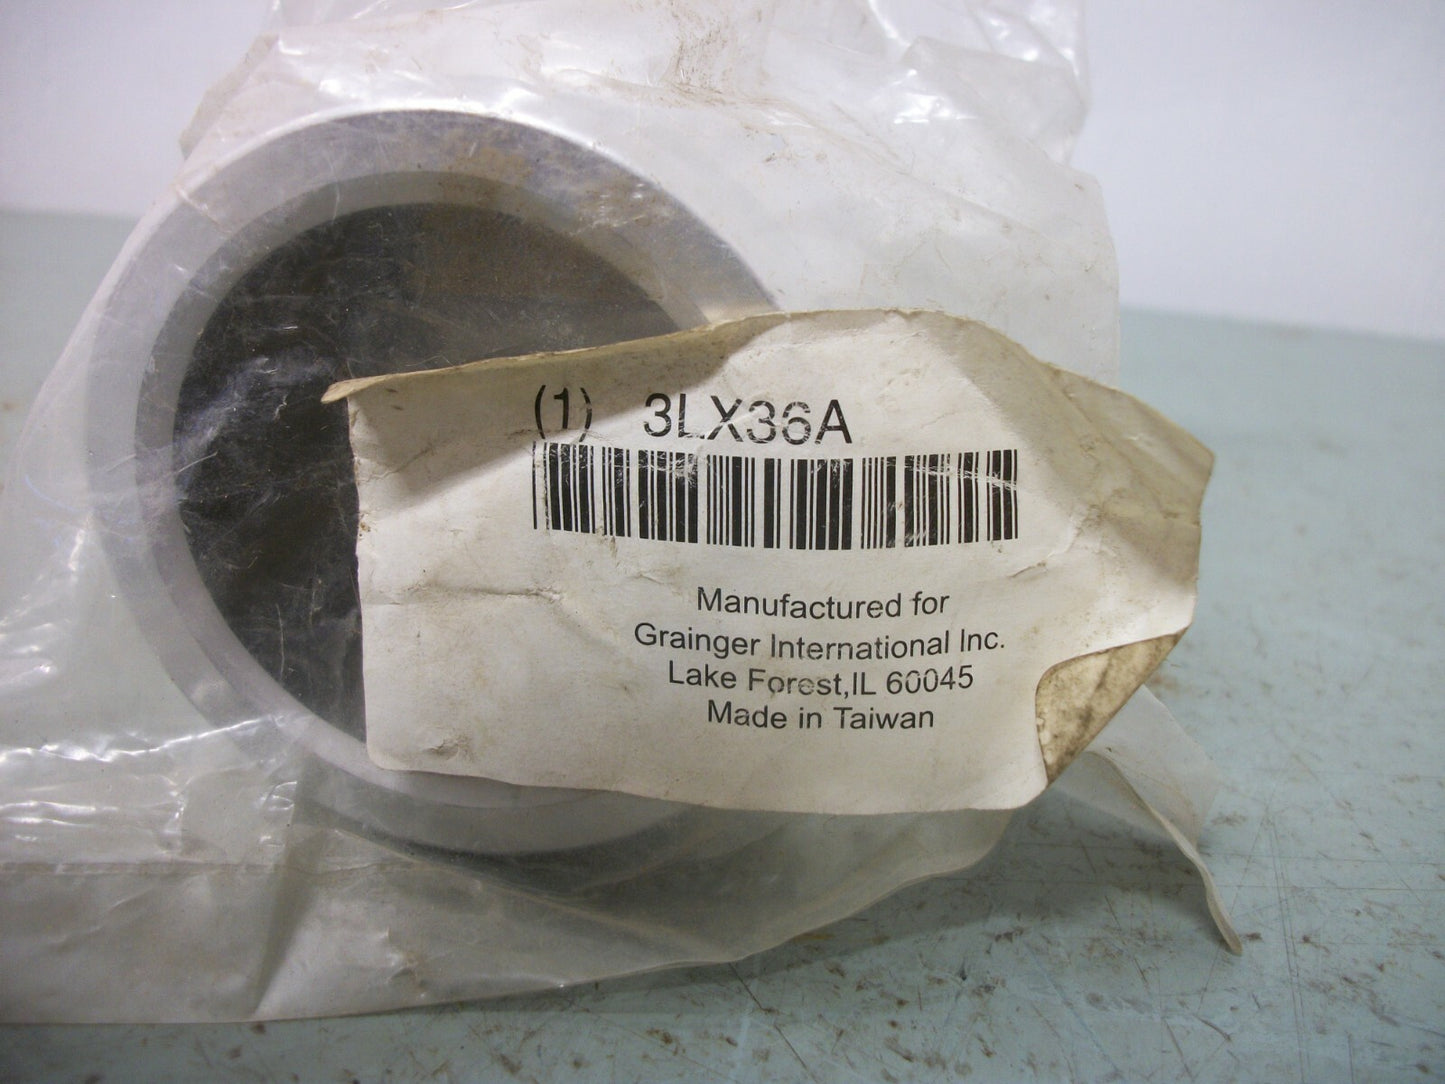 (1) 3LX36A
Manufactured for
Grainger International Inc.
Lake Forest,IL 60045
Made in Taiwan